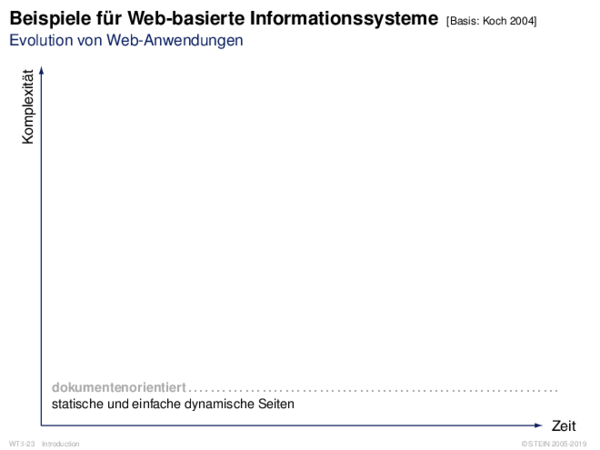 Beispiele für Web-basierte Informationssysteme [Basis: Koch 2004]
Evolution von Web-Anwendungen
Komplexität
dokumentenorientiert
statische und einfache dynamische Seiten
Zeit
WT:I-23 Introduction
© STEIN 2005-2019